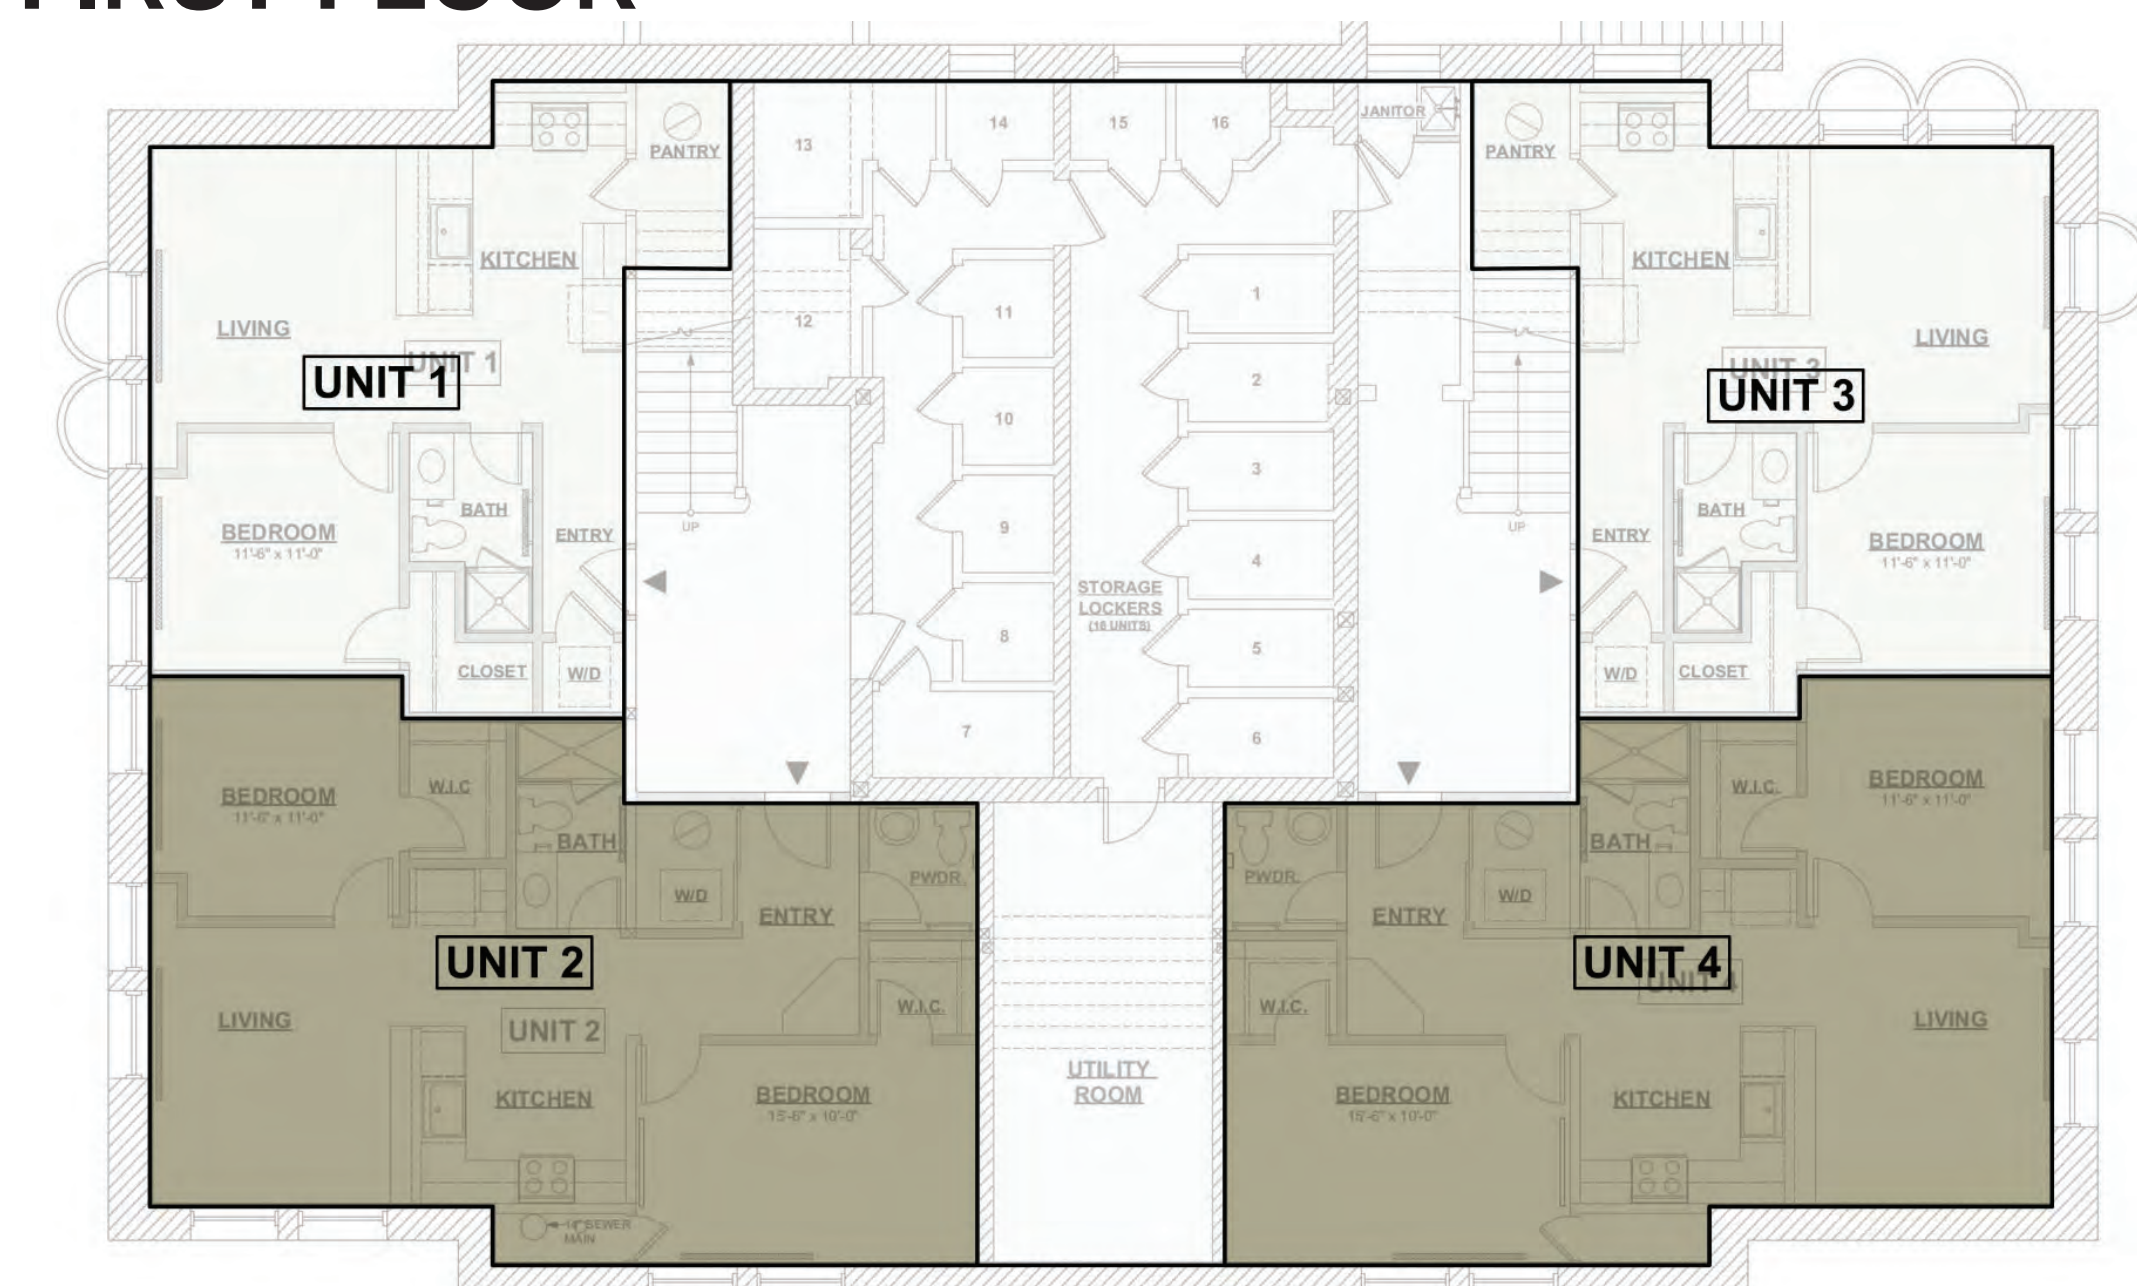 FIRST FLOOR
PANTRY
13
14
15
16
JANITOR
PANTRY
KITCHEN
LIVING
UNIT 1
UNIT 1
12
11
1
KITCHEN
LIVING
UNIT 3
UNIT 3
10
2
9
3
BATH
BEDROOM
11'-6" x 11'-0"
ENTRY
UP
UP
ENTRY
BATH
BEDROOM
11'-6" x 11'-0"
4
STORAGE
LOCKERS
(16 UNITS)
8
5
CLOSET
W/D
W/D
CLOSET
7
6
BEDROOM
11'-6" x 11'-0"
W.I.C
BATH
W/D
ENTRY
PWDR.
PWDR.
ENTRY
W/D
BATH
W.I.C.
BEDROOM
11'-6" x 11'-0"
UNIT 2
UNIT 2
LIVING
W.I.C.
W.I.C.
UNIT 4
UNIT 4
LIVING
KITCHEN
BEDROOM
15'-6" x 10'-0"
UTILITY
ROOM
BEDROOM
15'-6" x 10'-0"
KITCHEN
SEWER
MAIN